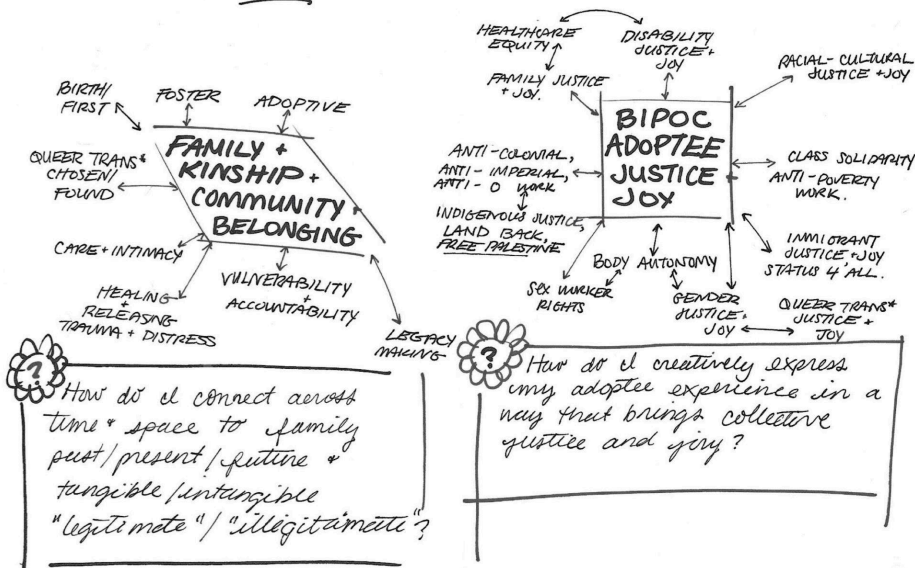 BIRTH/
FIRST
FOSTER
ADOPTIVE
QUEER TRANS*
CHOSEN/
FOUND
FAMILY +
KINSHIP +
COMMUNITY +
BELONGING
CARE + INTIMACY
HEALING
+
RELEASING
TRAUMA + DISTRESS
VULNERABILITY
+
ACCOUNTABILITY
LEGACY
MAKING
?
How do I connect across
time + space to family
past/present/future +
tangible/intangible
"legitimate"/"illegitamate"?
HEALTHCARE
EQUITY
DISABILITY
JUSTICE +
JOY
FAMILY JUSTICE
+ JOY.
RACIAL-CULTURAL
JUSTICE + JOY
BIPOC
ADOPTEE
JUSTICE +
JOY
ANTI-COLONIAL,
ANTI-IMPERIAL,
ANTI-O WORK
INDIGENOUS JUSTICE,
LAND BACK,
FREE PALESTINE
CLASS SOLIDARITY
ANTI-POVERTY
WORK.
IMMIGRANT
JUSTICE + JOY
STATUS 4 ALL.
SEX WORKER
RIGHTS
BODY AUTONOMY
GENDER
JUSTICE +
JOY
QUEER TRANS*
JUSTICE +
JOY
?
How do I creatively express
my adoptee experience in a
way that brings collective
justice and joy?